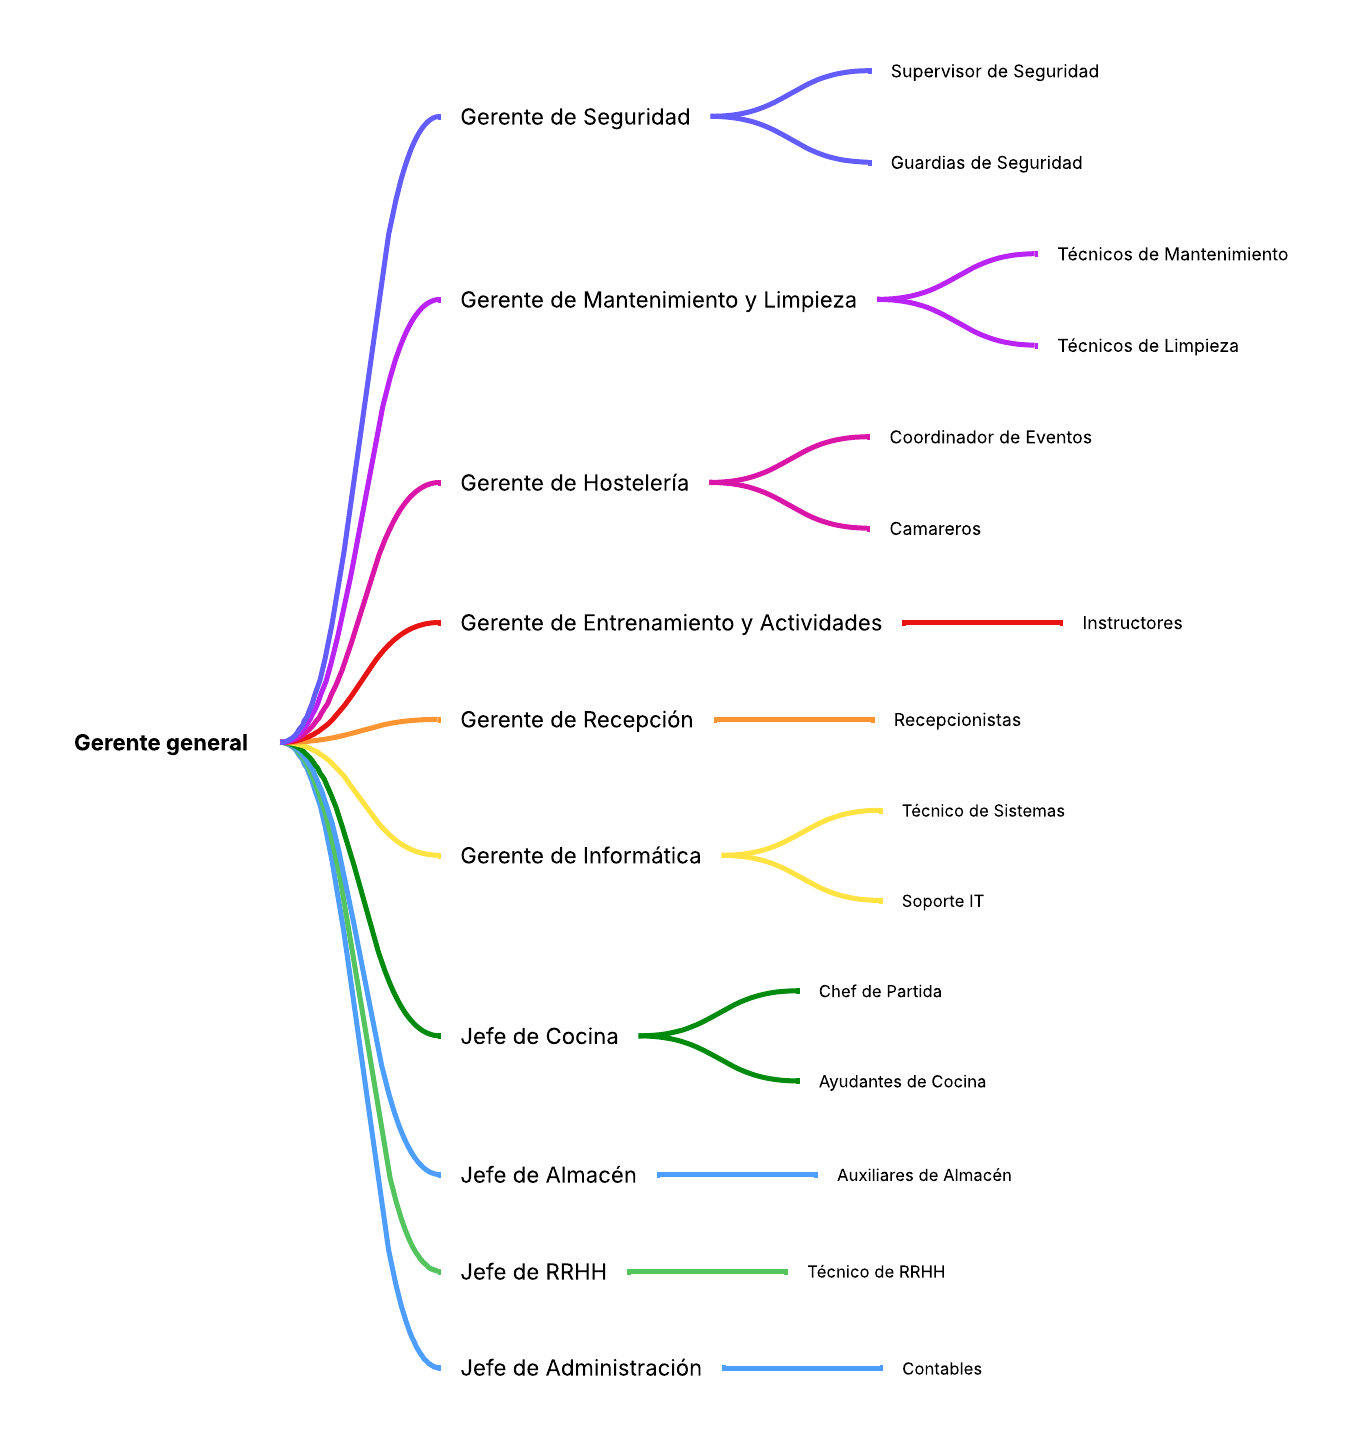 Gerente general
Gerente de Seguridad
Supervisor de Seguridad
Guardias de Seguridad
Gerente de Mantenimiento y Limpieza
Técnicos de Mantenimiento
Técnicos de Limpieza
Gerente de Hostelería
Coordinador de Eventos
Camareros
Gerente de Entrenamiento y Actividades
Instructores
Gerente de Recepción
Recepcionistas
Gerente de Informática
Técnico de Sistemas
Soporte IT
Jefe de Cocina
Chef de Partida
Ayudantes de Cocina
Jefe de Almacén
Auxiliares de Almacén
Jefe de RRHH
Técnico de RRHH
Jefe de Administración
Contables